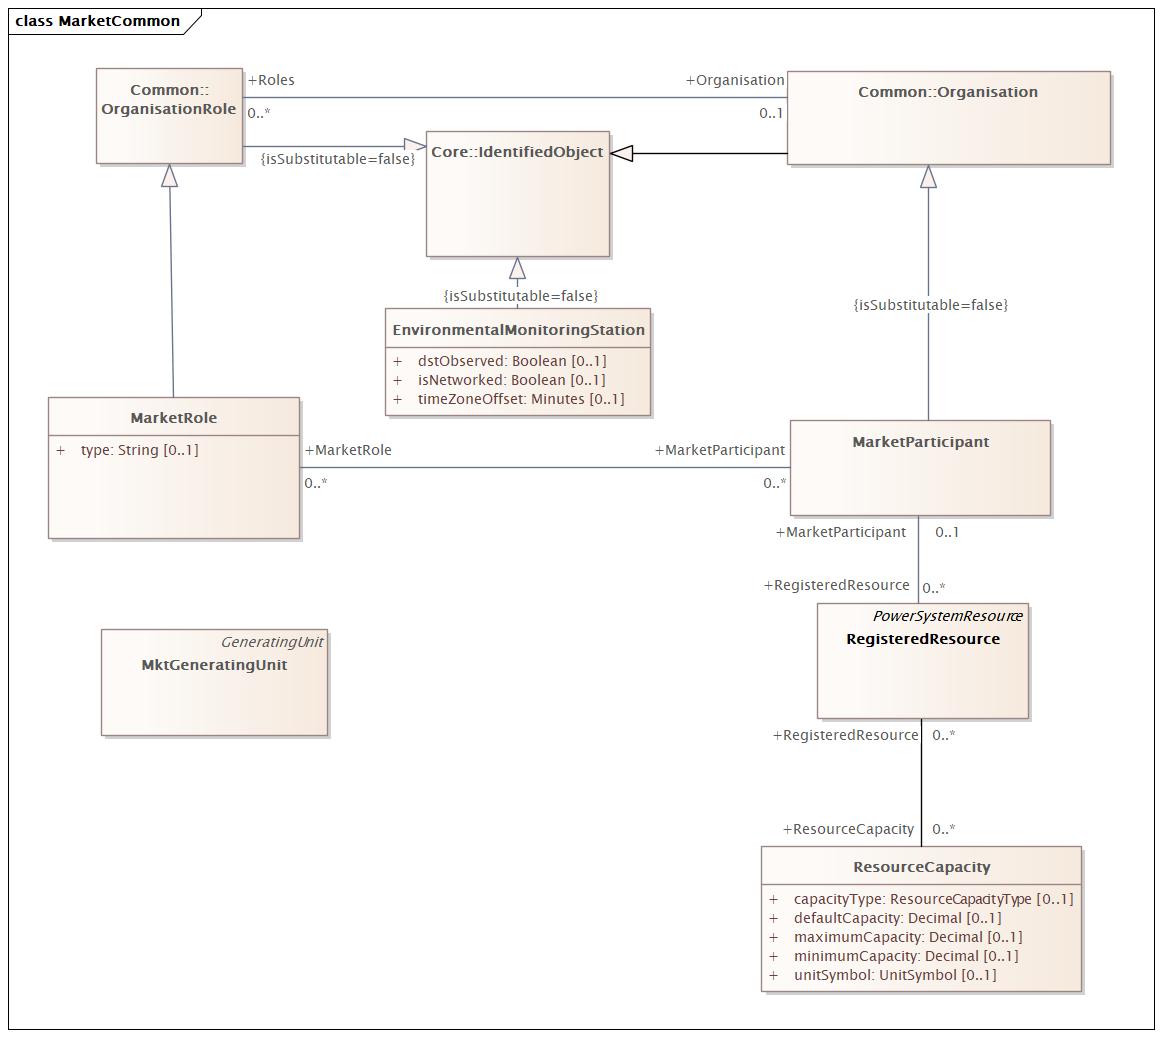 class MarketCommon
Common::
OrganisationRole
+Roles
0..*
+Organisation
0..1
Common::Organisation
{isSubstitutable=false}
Core::IdentifiedObject
{isSubstitutable=false}
{isSubstitutable=false}
EnvironmentalMonitoringStation
+ dstObserved: Boolean [0..1]
+ isNetworked: Boolean [0..1]
+ timeZoneOffset: Minutes [0..1]
MarketRole
+ type: String [0..1]
+MarketRole
0..*
+MarketParticipant
0..*
MarketParticipant
+MarketParticipant 0..1
+RegisteredResource 0..*
PowerSystemResource
RegisteredResource
GeneratingUnit
MktGeneratingUnit
+RegisteredResource 0..*
+ResourceCapacity 0..*
ResourceCapacity
+ capacityType: ResourceCapacityType [0..1]
+ defaultCapacity: Decimal [0..1]
+ maximumCapacity: Decimal [0..1]
+ minimumCapacity: Decimal [0..1]
+ unitSymbol: UnitSymbol [0..1]